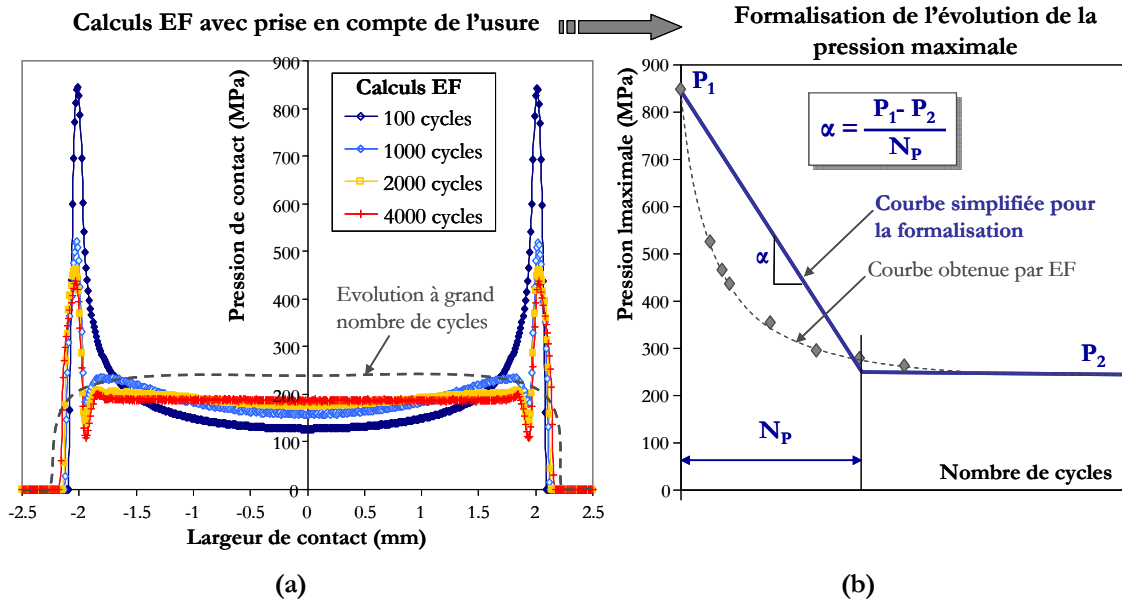 Calculs EF avec prise en compte de l'usure
Formalisation de l'évolution de la
pression maximale
Pression de contact (MPa)
900
800
700
600
500
400
300
200
100
0
-2.5
-2
-1.5
-1
-0.5
0
0.5
1
1.5
2
2.5
Largeur de contact (mm)
Calculs EF
100 cycles
1000 cycles
2000 cycles
4000 cycles
Evolution à grand
nombre de cycles
(a)
Pression lmaximale (MPa)
900
800
700
600
500
400
300
200
100
0
P1
α = P1- P2 / NP
Courbe simplifiée pour
la formalisation
α
Courbe obtenue par EF
P2
NP
Nombre de cycles
(b)